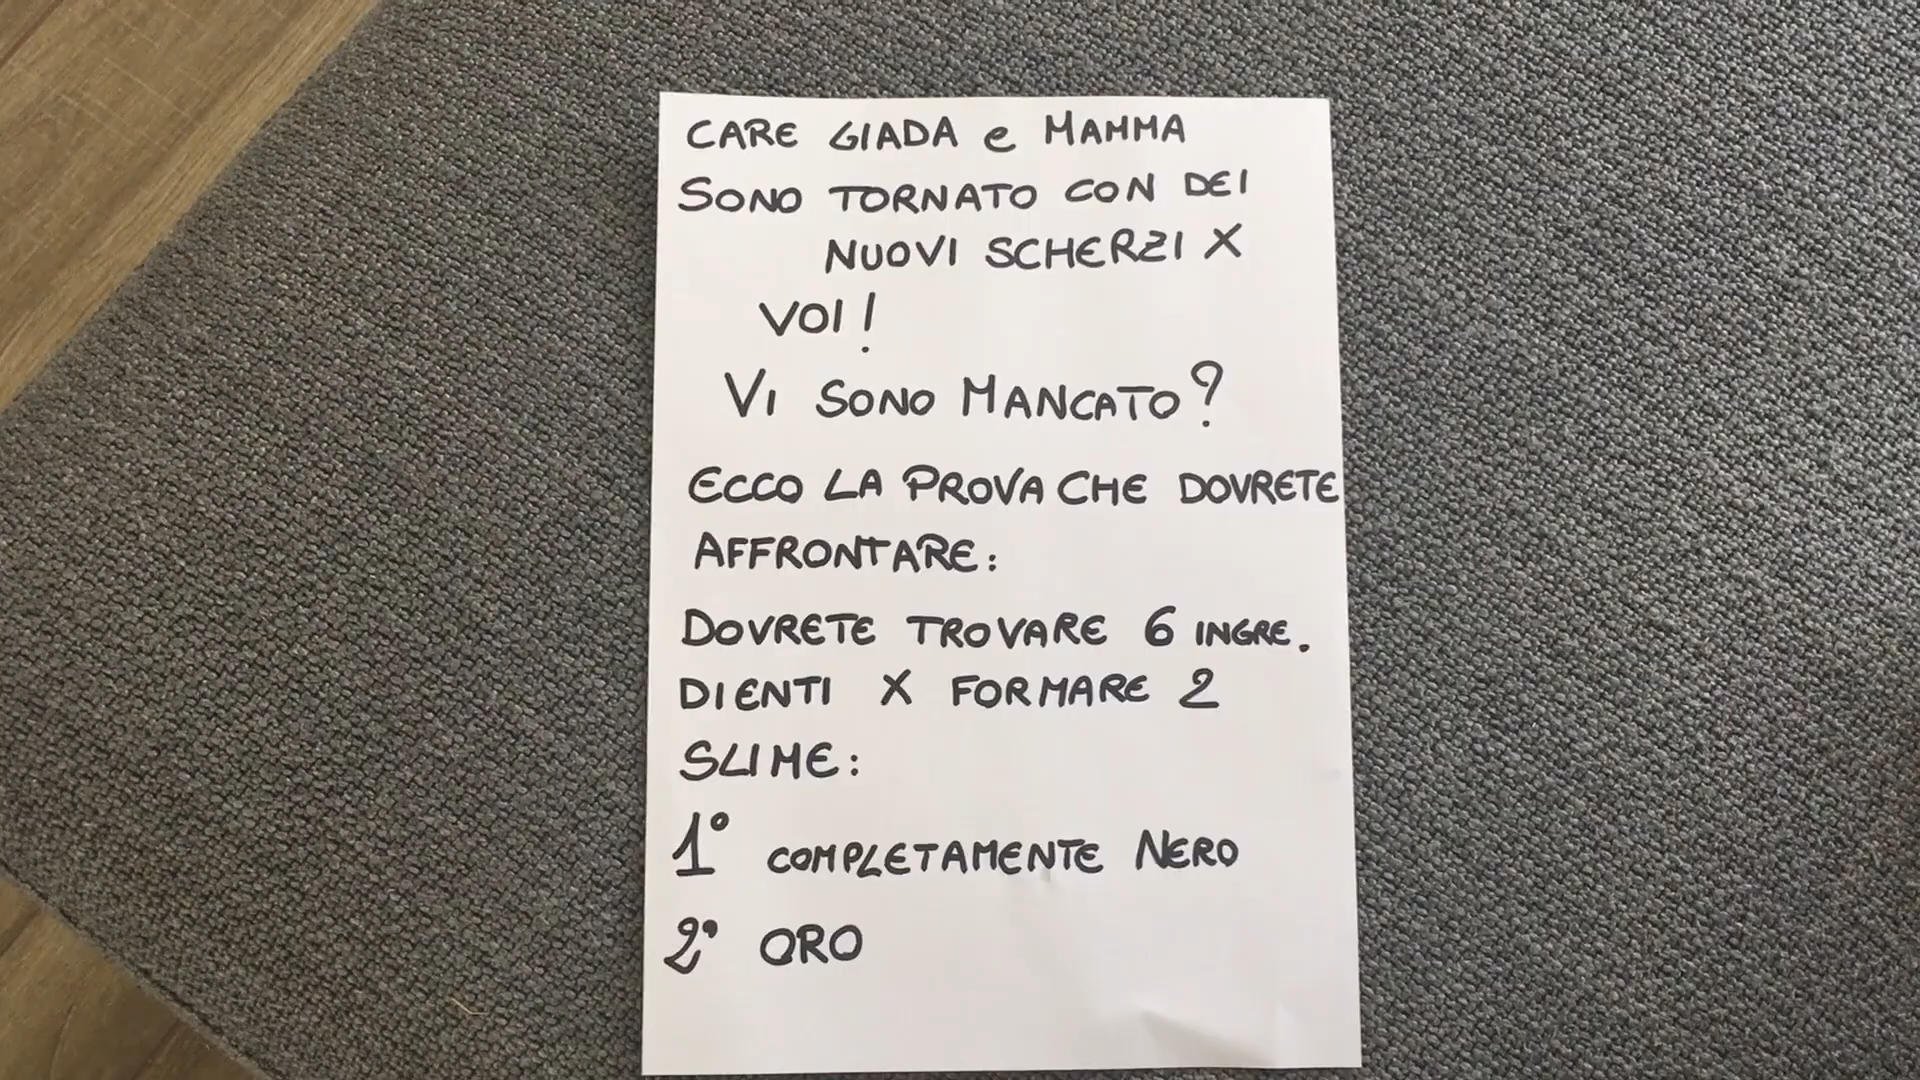 CARE GIADA e MAMMA
SONO TORNATO CON DEI
NUOVI SCHERZI X
VOI!
VI SONO MANCATO?
ECCO LA PROVA CHE DOVRETE
AFFRONTARE:
DOVRETE TROVARE 6 INGRE.
DIENTI X FORMARE 2
SLIME:
1° COMPLETAMENTE NERO
2° ORO